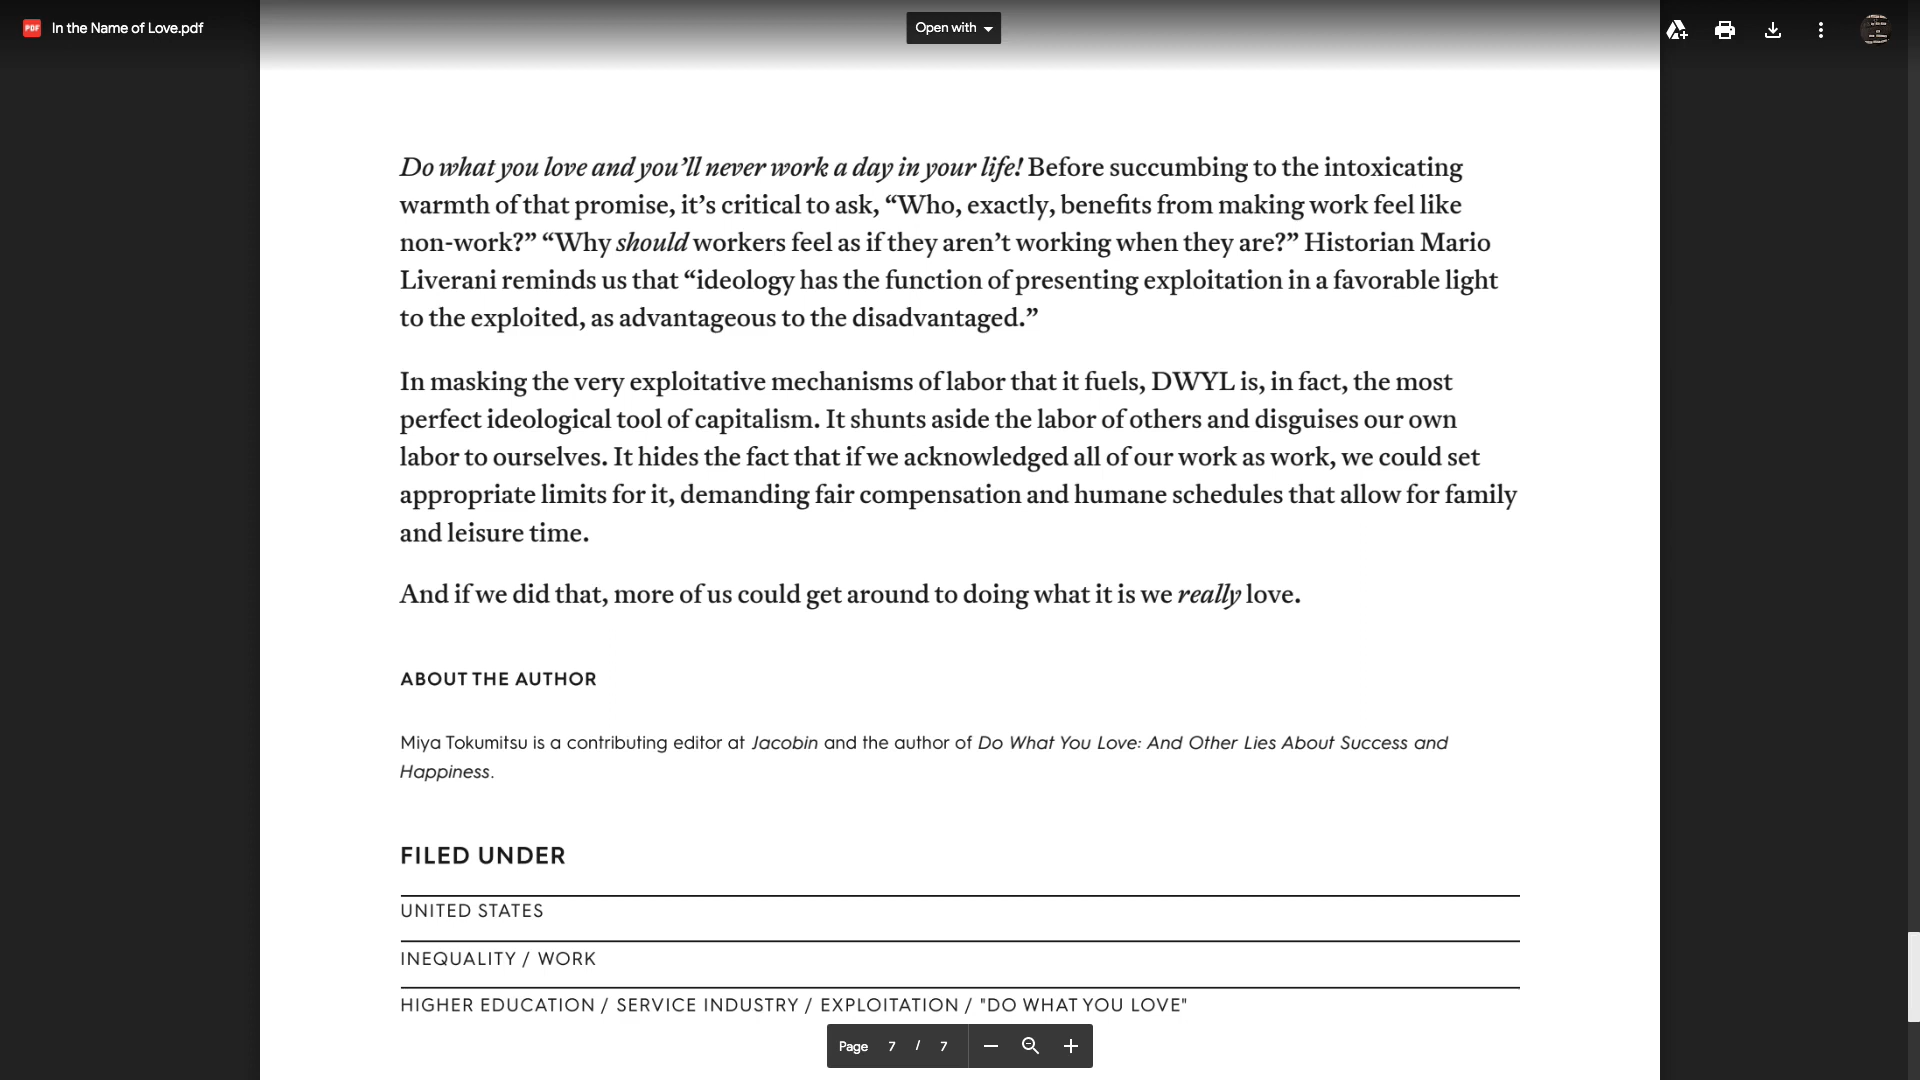 PDF In the Name of Love.pdf
Open with
Do what you love and you’ll never work a day in your life! Before succumbing to the intoxicating
warmth of that promise, it’s critical to ask, “Who, exactly, benefits from making work feel like
non-work?” “Why should workers feel as if they aren’t working when they are?” Historian Mario
Liverani reminds us that “ideology has the function of presenting exploitation in a favorable light
to the exploited, as advantageous to the disadvantaged.”
In masking the very exploitative mechanisms of labor that it fuels, DWYL is, in fact, the most
perfect ideological tool of capitalism. It shunts aside the labor of others and disguises our own
labor to ourselves. It hides the fact that if we acknowledged all of our work as work, we could set
appropriate limits for it, demanding fair compensation and humane schedules that allow for family
and leisure time.
And if we did that, more of us could get around to doing what it is we really love.
ABOUT THE AUTHOR
Miya Tokumitsu is a contributing editor at Jacobin and the author of Do What You Love: And Other Lies About Success and
Happiness.
FILED UNDER
UNITED STATES
INEQUALITY / WORK
HIGHER EDUCATION / SERVICE INDUSTRY / EXPLOITATION / "DO WHAT YOU LOVE"
Page 7 / 7